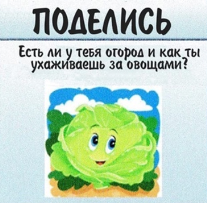 ПОДЕЛИСЬ
Есть ли у тебя огород и как ты
ухаживаешь за овощами?